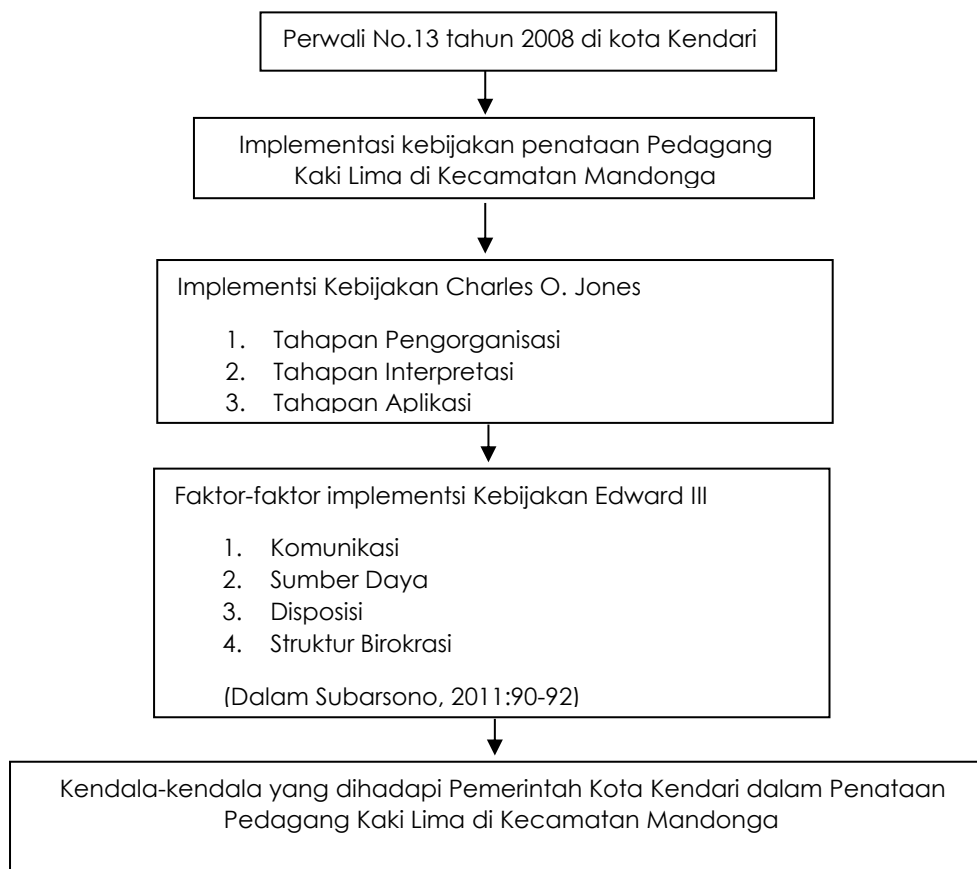 Perwali No.13 tahun 2008 di kota Kendari
Implementasi kebijakan penataan Pedagang
Kaki Lima di Kecamatan Mandonga
Implementsi Kebijakan Charles O. Jones
1. Tahapan Pengorganisasi
2. Tahapan Interpretasi
3. Tahapan Aplikasi
Faktor-faktor implementsi Kebijakan Edward III
1. Komunikasi
2. Sumber Daya
3. Disposisi
4. Struktur Birokrasi
(Dalam Subarsono, 2011:90-92)
Kendala-kendala yang dihadapi Pemerintah Kota Kendari dalam Penataan
Pedagang Kaki Lima di Kecamatan Mandonga